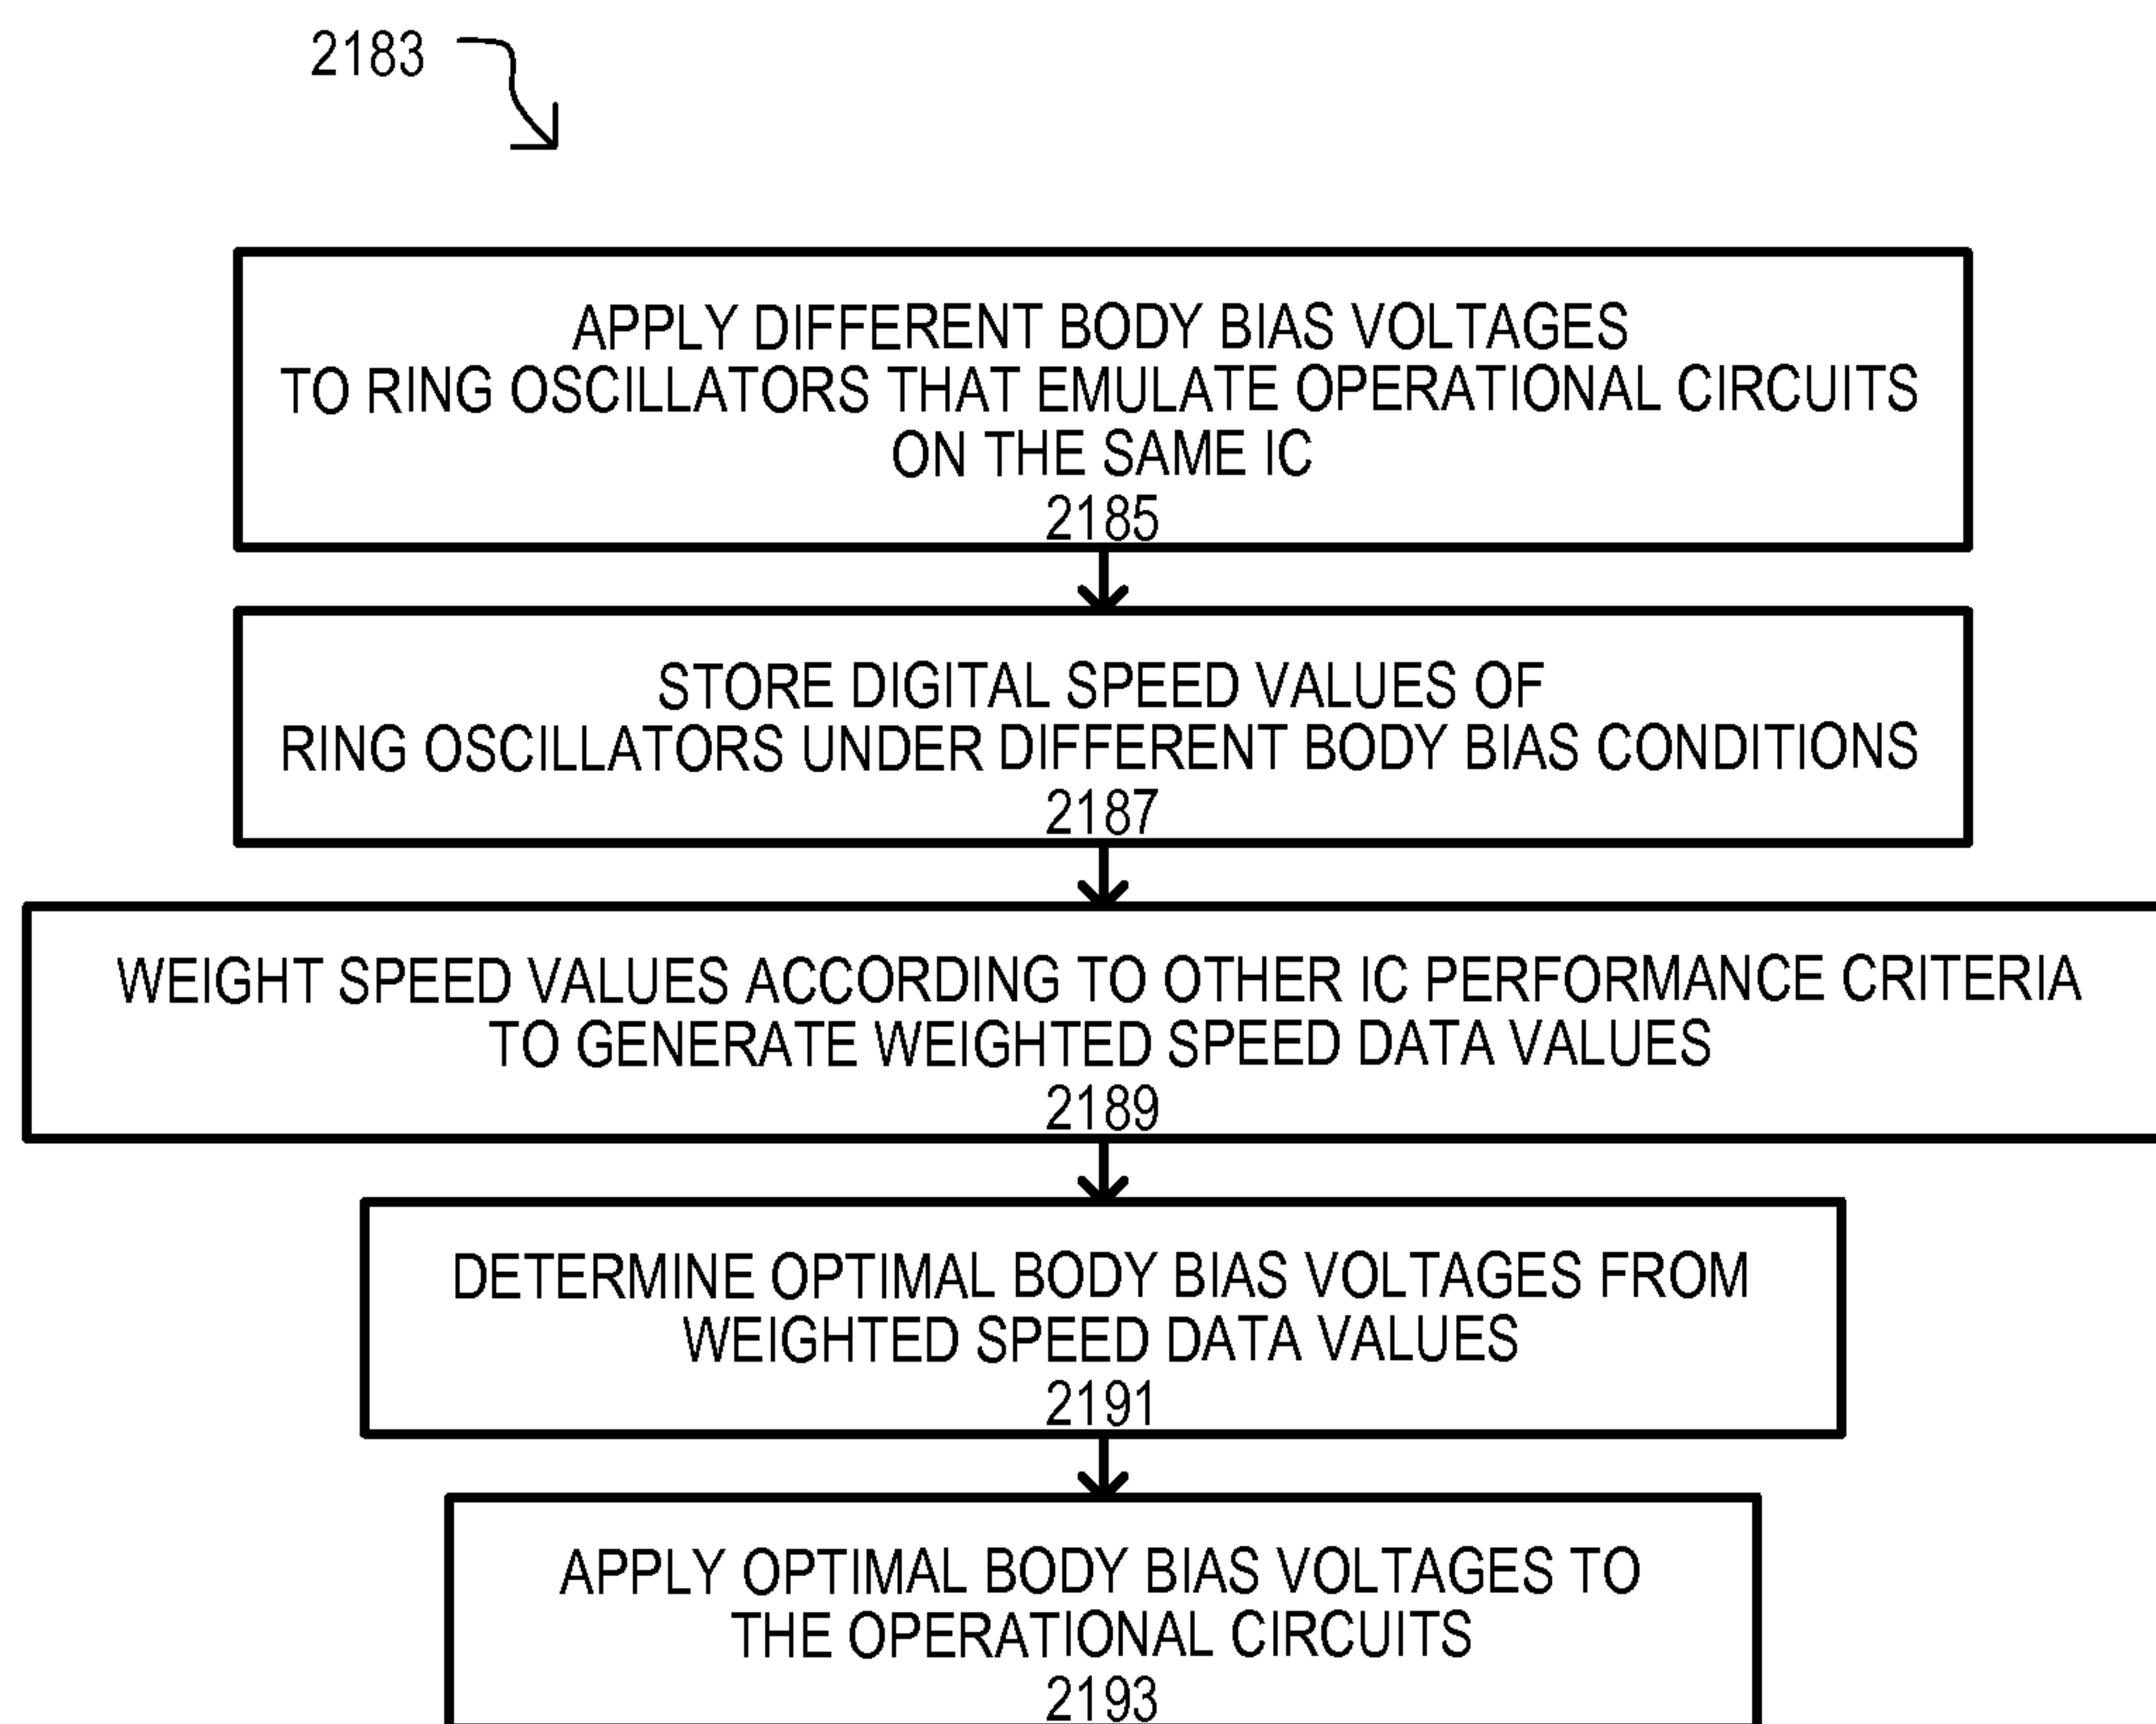 2183
APPLY DIFFERENT BODY BIAS VOLTAGES
TO RING OSCILLATORS THAT EMULATE OPERATIONAL CIRCUITS
ON THE SAME IC
2185
STORE DIGITAL SPEED VALUES OF
RING OSCILLATORS UNDER DIFFERENT BODY BIAS CONDITIONS
2187
WEIGHT SPEED VALUES ACCORDING TO OTHER IC PERFORMANCE CRITERIA
TO GENERATE WEIGHTED SPEED DATA VALUES
2189
DETERMINE OPTIMAL BODY BIAS VOLTAGES FROM
WEIGHTED SPEED DATA VALUES
2191
APPLY OPTIMAL BODY BIAS VOLTAGES TO
THE OPERATIONAL CIRCUITS
2193